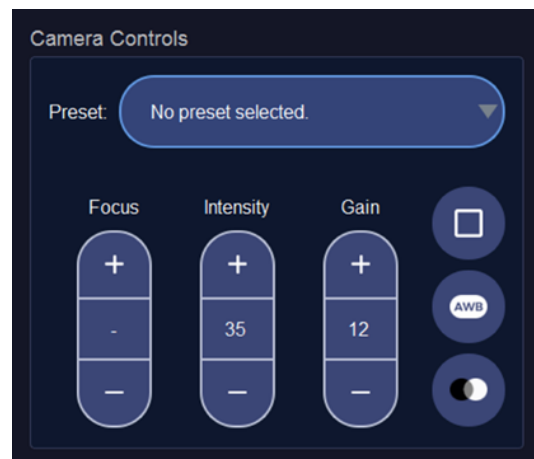 Camera Controls
Preset: No preset selected.
Focus Intensity Gain
+ + +
- 35 12
− − −
AWB